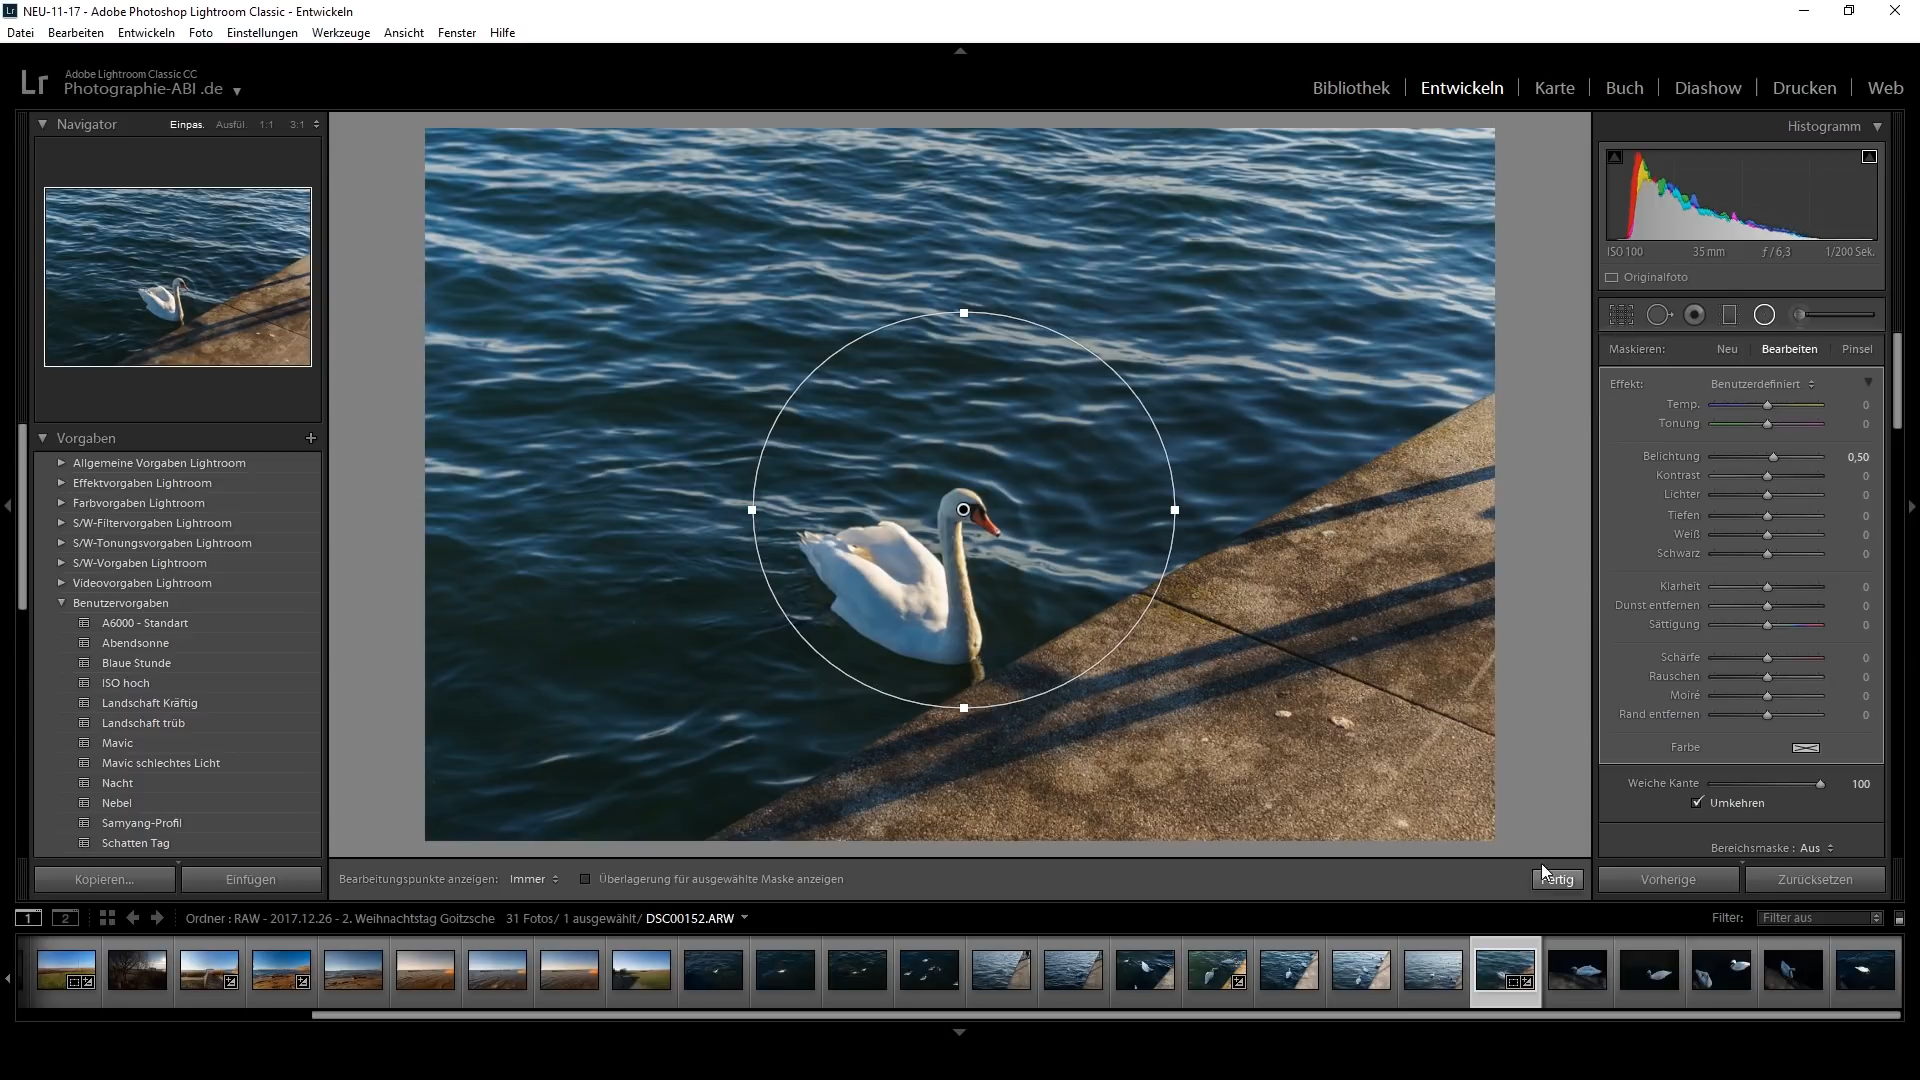 NEU-11-17 - Adobe Photoshop Lightroom Classic - Entwickeln
Datei Bearbeiten Entwickeln Foto Einstellungen Werkzeuge Ansicht Fenster Hilfe
Lr Adobe Lightroom Classic CC
Photographie-ABI .de
Bibliothek Entwickeln Karte Buch Diashow Drucken Web
Navigator Einpas. Ausfül. 1:1 3:1
Histogramm
ISO 100 35 mm ƒ / 6,3 1/200 Sek.
Originalfoto
Maskieren: Neu Bearbeiten Pinsel
Effekt: Benutzerdefiniert
Temp. 0
Tonung 0
Belichtung 0,50
Kontrast 0
Lichter 0
Tiefen 0
Weiß 0
Schwarz 0
Klarheit 0
Dunst entfernen 0
Sättigung 0
Schärfe 0
Rauschen 0
Moiré 0
Rand entfernen 0
Farbe
Weiche Kante 100
Umkehren
Bereichsmaske : Aus
Vorherige Zurücksetzen
Vorgaben
Allgemeine Vorgaben Lightroom
Effektvorgaben Lightroom
Farbvorgaben Lightroom
S/W-Filtervorgaben Lightroom
S/W-Tonungsvorgaben Lightroom
S/W-Vorgaben Lightroom
Videovorgaben Lightroom
Benutzervorgaben
A6000 - Standart
Abendsonne
Blaue Stunde
ISO hoch
Landschaft Kräftig
Landschaft trüb
Mavic
Mavic schlechtes Licht
Nacht
Nebel
Samyang-Profil
Schatten Tag
Kopieren... Einfügen
Bearbeitungspunkte anzeigen: Immer Überlagerung für ausgewählte Maske anzeigen Fertig
1 2 Ordner : RAW - 2017.12.26 - 2. Weihnachtstag Goitzsche 31 Fotos/ 1 ausgewählt/ DSC00152.ARW Filter: Filter aus